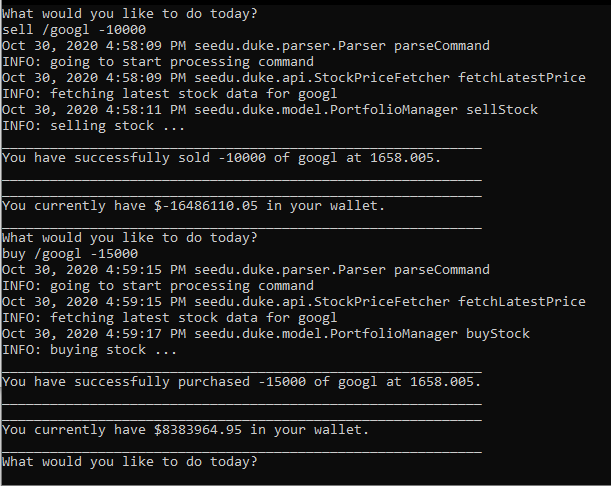 What would you like to do today?
sell /googl -10000
Oct 30, 2020 4:58:09 PM seedu.duke.parser.Parser parseCommand
INFO: going to start processing command
Oct 30, 2020 4:58:09 PM seedu.duke.api.StockPriceFetcher fetchLatestPrice
INFO: fetching latest stock data for googl
Oct 30, 2020 4:58:11 PM seedu.duke.model.PortfolioManager sellStock
INFO: selling stock ...
____________________________________________________________
You have successfully sold -10000 of googl at 1658.005.
____________________________________________________________
____________________________________________________________
You currently have $-16486110.05 in your wallet.
____________________________________________________________
What would you like to do today?
buy /googl -15000
Oct 30, 2020 4:59:15 PM seedu.duke.parser.Parser parseCommand
INFO: going to start processing command
Oct 30, 2020 4:59:15 PM seedu.duke.api.StockPriceFetcher fetchLatestPrice
INFO: fetching latest stock data for googl
Oct 30, 2020 4:59:17 PM seedu.duke.model.PortfolioManager buyStock
INFO: buying stock ...
____________________________________________________________
You have successfully purchased -15000 of googl at 1658.005.
____________________________________________________________
____________________________________________________________
You currently have $8383964.95 in your wallet.
____________________________________________________________
What would you like to do today?